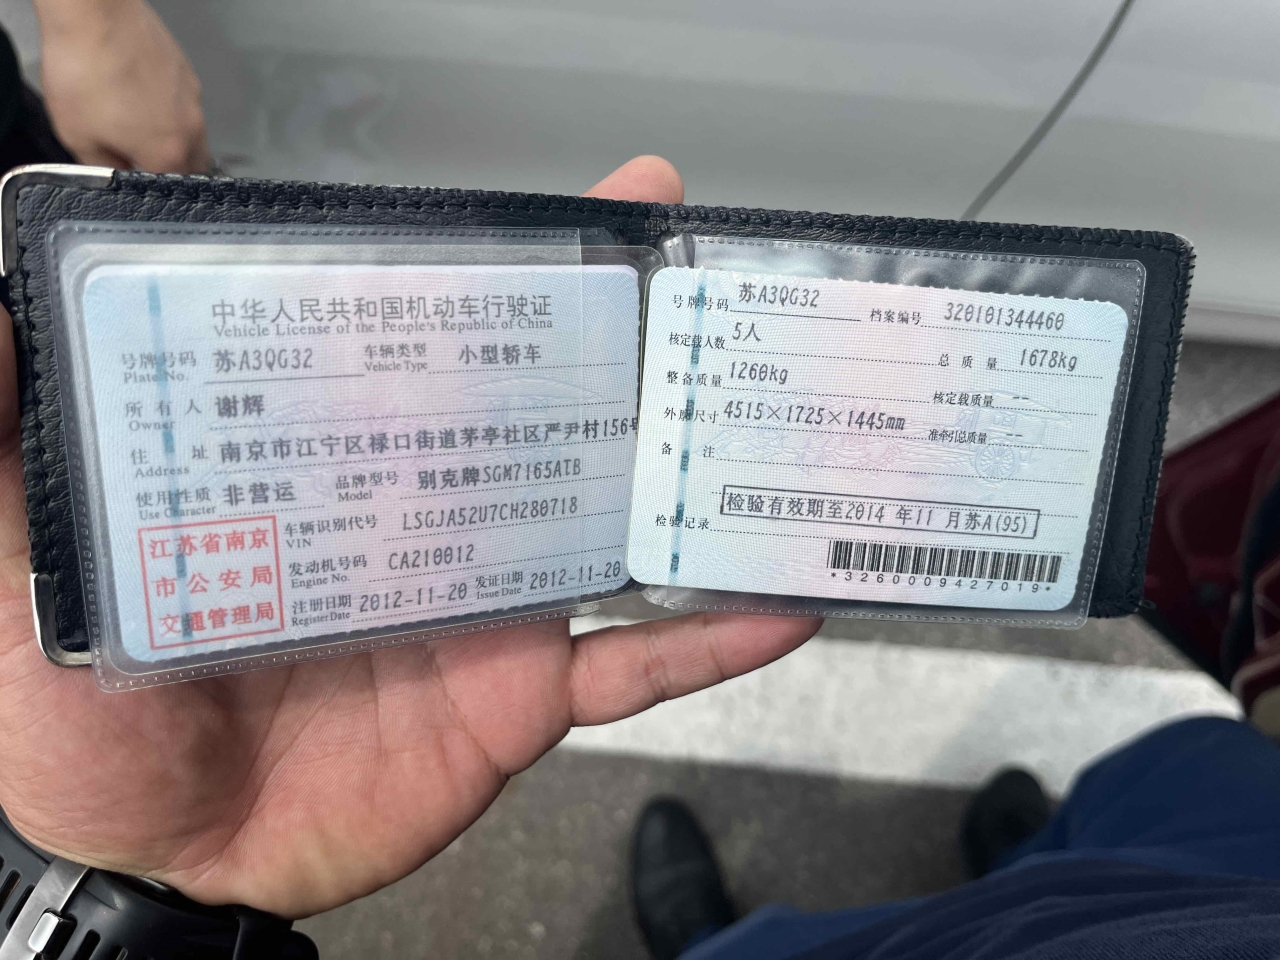 中华人民共和国机动车行驶证
Vehicle License of the People's Republic of China
号牌号码 苏A3QG32 车辆类型 小型轿车
Plate No. Vehicle Type
所有人 谢辉
Owner
住址 南京市江宁区禄口街道茅亭社区严尹村156号
Address
使用性质 非营运 品牌型号 别克牌SGM7165ATB
Use Character Model
江苏省南京
市公安局
交通管理局
车辆识别代号 LSGJA52U7CH280718
VIN
发动机号码 CA210012
Engine No.
注册日期 2012-11-20 发证日期 2012-11-20
Register Date Issue Date
号牌号码 苏A3QG32 档案编号 320101344460
核定载人数 5人 总质量 1678kg
整备质量 1260kg 核定载质量 --
外廓尺寸 4515×1725×1445mm 准牵引总质量 --
备注
检验记录 检验有效期至2014年11月苏A(95)
*3260009427019*